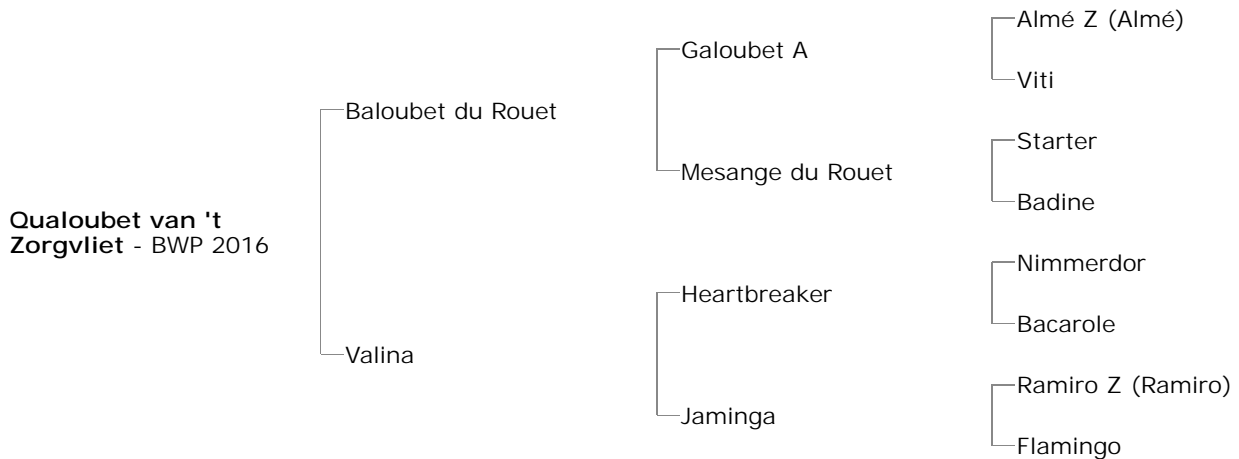 Almé Z (Almé)
Galoubet A
Viti
Baloubet du Rouet
Starter
Mesange du Rouet
Badine
Qualoubet van 't
Zorgvliet - BWP 2016
Nimmerdor
Heartbreaker
Bacarole
Valina
Ramiro Z (Ramiro)
Jaminga
Flamingo